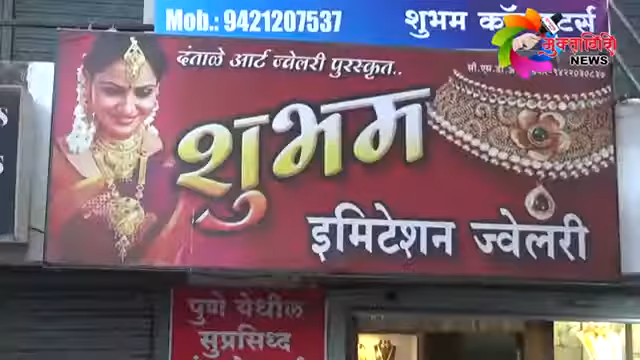 Mob.: 9421207537
शुभम
मुक्तागिरी
NEWS
दंताळे आर्ट ज्वेलरी पुरस्कृत..
शुभम
इमिटेशन ज्वेलरी
पुणे येथील
सुप्रसिध्द